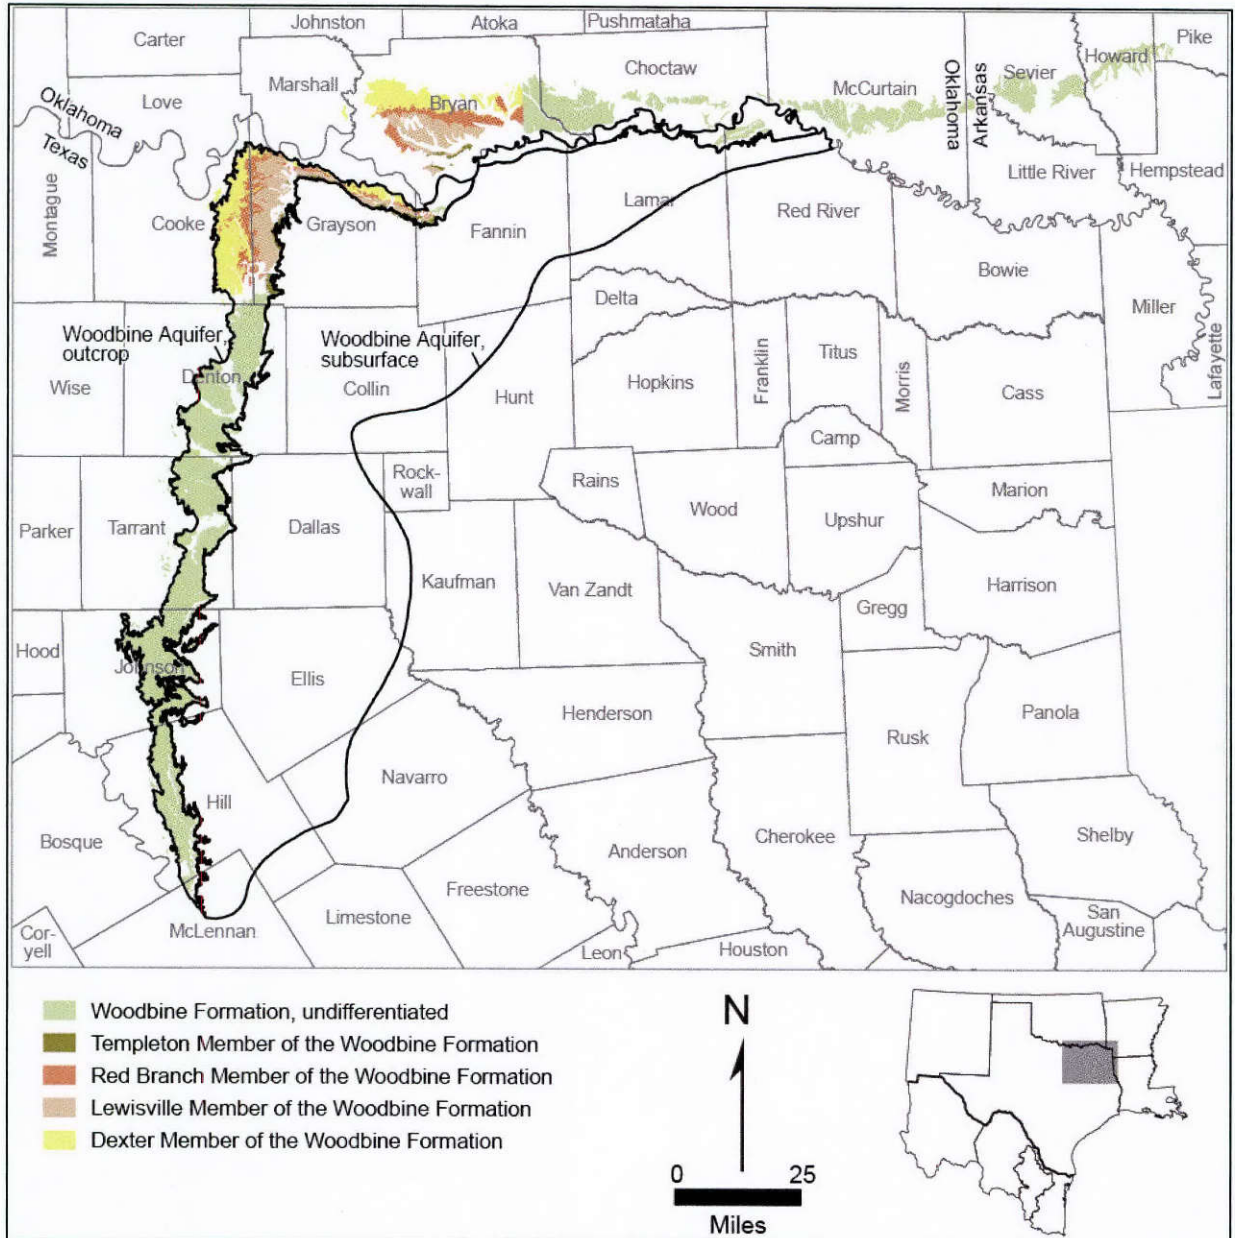 Johnston
Atoka
Pushmataha
Carter
Pike
Howard
Choctaw
Sevier
Marshall
McCurtain
Oklahoma
Arkansas
Love
Bryan
Oklahoma
Texas
Little River
Hempstead
Montague
Cooke
Grayson
Fannin
Lamar
Red River
Bowie
Delta
Miller
Lafayette
Woodbine Aquifer,
outcrop
Woodbine Aquifer,
subsurface
Wise
Denton
Collin
Hunt
Hopkins
Franklin
Titus
Morris
Cass
Camp
Rock-
wall
Rains
Marion
Parker
Tarrant
Dallas
Wood
Upshur
Kaufman
Van Zandt
Harrison
Gregg
Hood
Johnson
Ellis
Smith
Henderson
Rusk
Panola
Navarro
Hill
Bosque
Anderson
Cherokee
Shelby
Freestone
Nacogdoches
Limestone
McLennan
San
Augustine
Cor-
yell
Leon
Houston
Woodbine Formation, undifferentiated
Templeton Member of the Woodbine Formation
Red Branch Member of the Woodbine Formation
Lewisville Member of the Woodbine Formation
Dexter Member of the Woodbine Formation
N
0
25
Miles